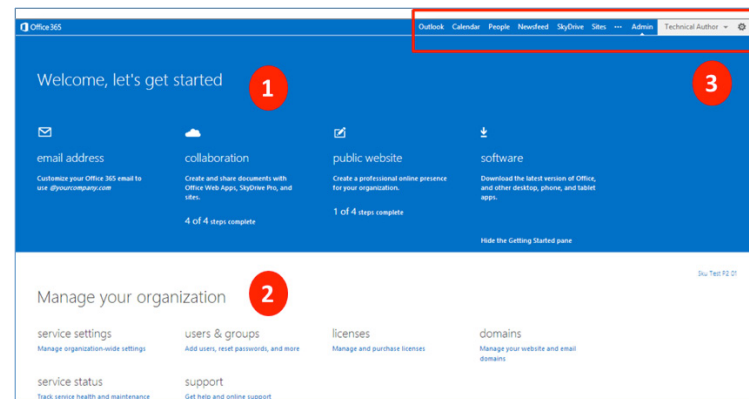 Office 365
Outlook Calendar People Newsfeed SkyDrive Sites ··· Admin Technical Author
3
Welcome, let's get started
1
email address
Customize your Office 365 email to
use @yourcompany.com
collaboration
Create and share documents with
Office Web Apps, SkyDrive Pro, and
sites.
4 of 4 steps complete
public website
Create a professional online presence
for your organization.
1 of 4 steps complete
software
Download the latest version of Office,
and other desktop, phone, and tablet
apps.
Hide the Getting Started pane
Sku Test F2 01
Manage your organization
2
service settings
Manage organization-wide settings
users & groups
Add users, reset passwords, and more
licenses
Manage and purchase licenses
domains
Manage your website and email
domains
service status
Track service health and maintenance
support
Get help and online support